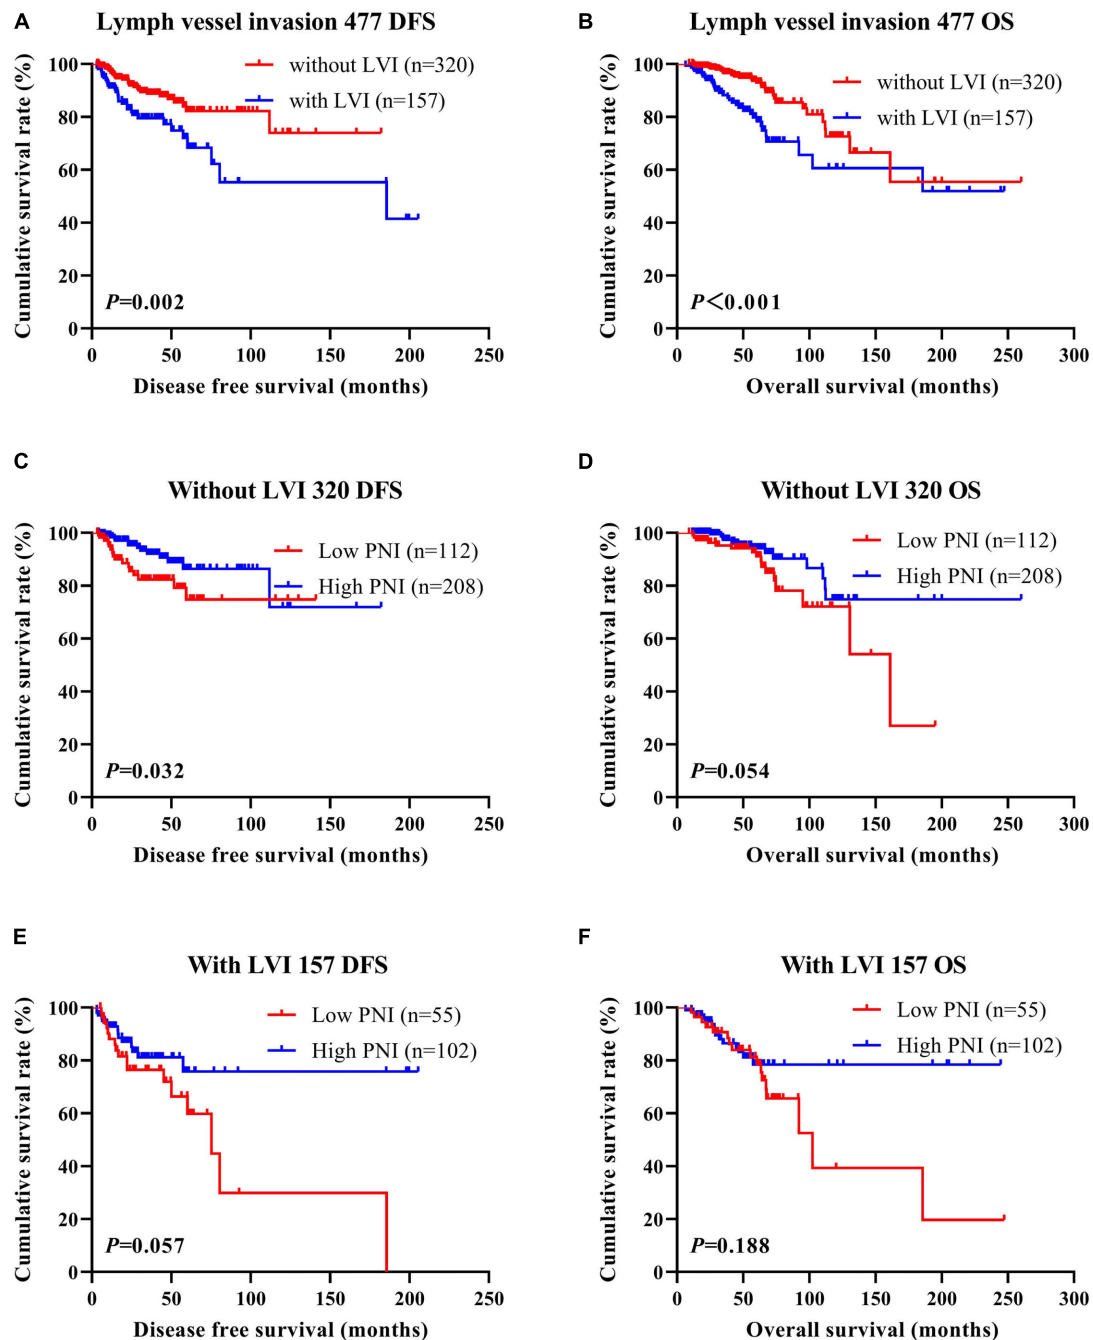 A
Lymph vessel invasion 477 DFS
Cumulative survival rate (%)
100
80
60
40
20
0
without LVI (n=320)
with LVI (n=157)
P=0.002
0 50 100 150 200 250
Disease free survival (months)
B
Lymph vessel invasion 477 OS
Cumulative survival rate (%)
100
80
60
40
20
0
without LVI (n=320)
with LVI (n=157)
P<0.001
0 50 100 150 200 250 300
Overall survival (months)
C
Without LVI 320 DFS
Cumulative survival rate (%)
100
80
60
40
20
0
Low PNI (n=112)
High PNI (n=208)
P=0.032
0 50 100 150 200 250
Disease free survival (months)
D
Without LVI 320 OS
Cumulative survival rate (%)
100
80
60
40
20
0
Low PNI (n=112)
High PNI (n=208)
P=0.054
0 50 100 150 200 250 300
Overall survival (months)
E
With LVI 157 DFS
Cumulative survival rate (%)
100
80
60
40
20
0
Low PNI (n=55)
High PNI (n=102)
P=0.057
0 50 100 150 200 250
Disease free survival (months)
F
With LVI 157 OS
Cumulative survival rate (%)
100
80
60
40
20
0
Low PNI (n=55)
High PNI (n=102)
P=0.188
0 50 100 150 200 250 300
Overall survival (months)